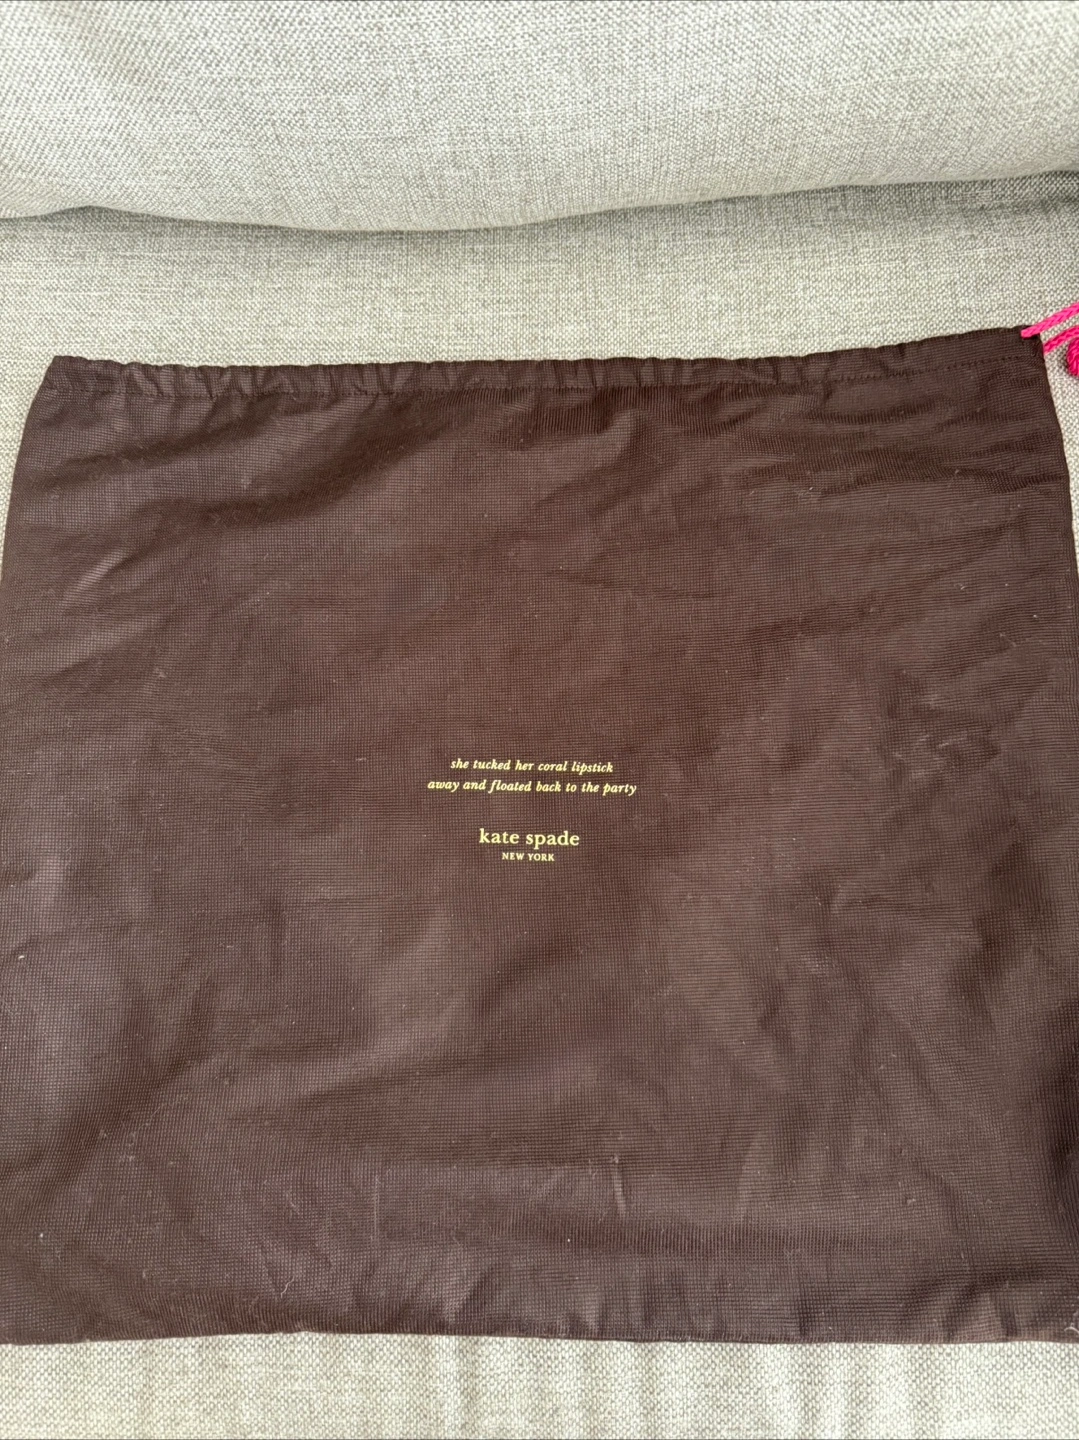 she tucked her coral lipstick
away and floated back to the party
kate spade
NEW YORK